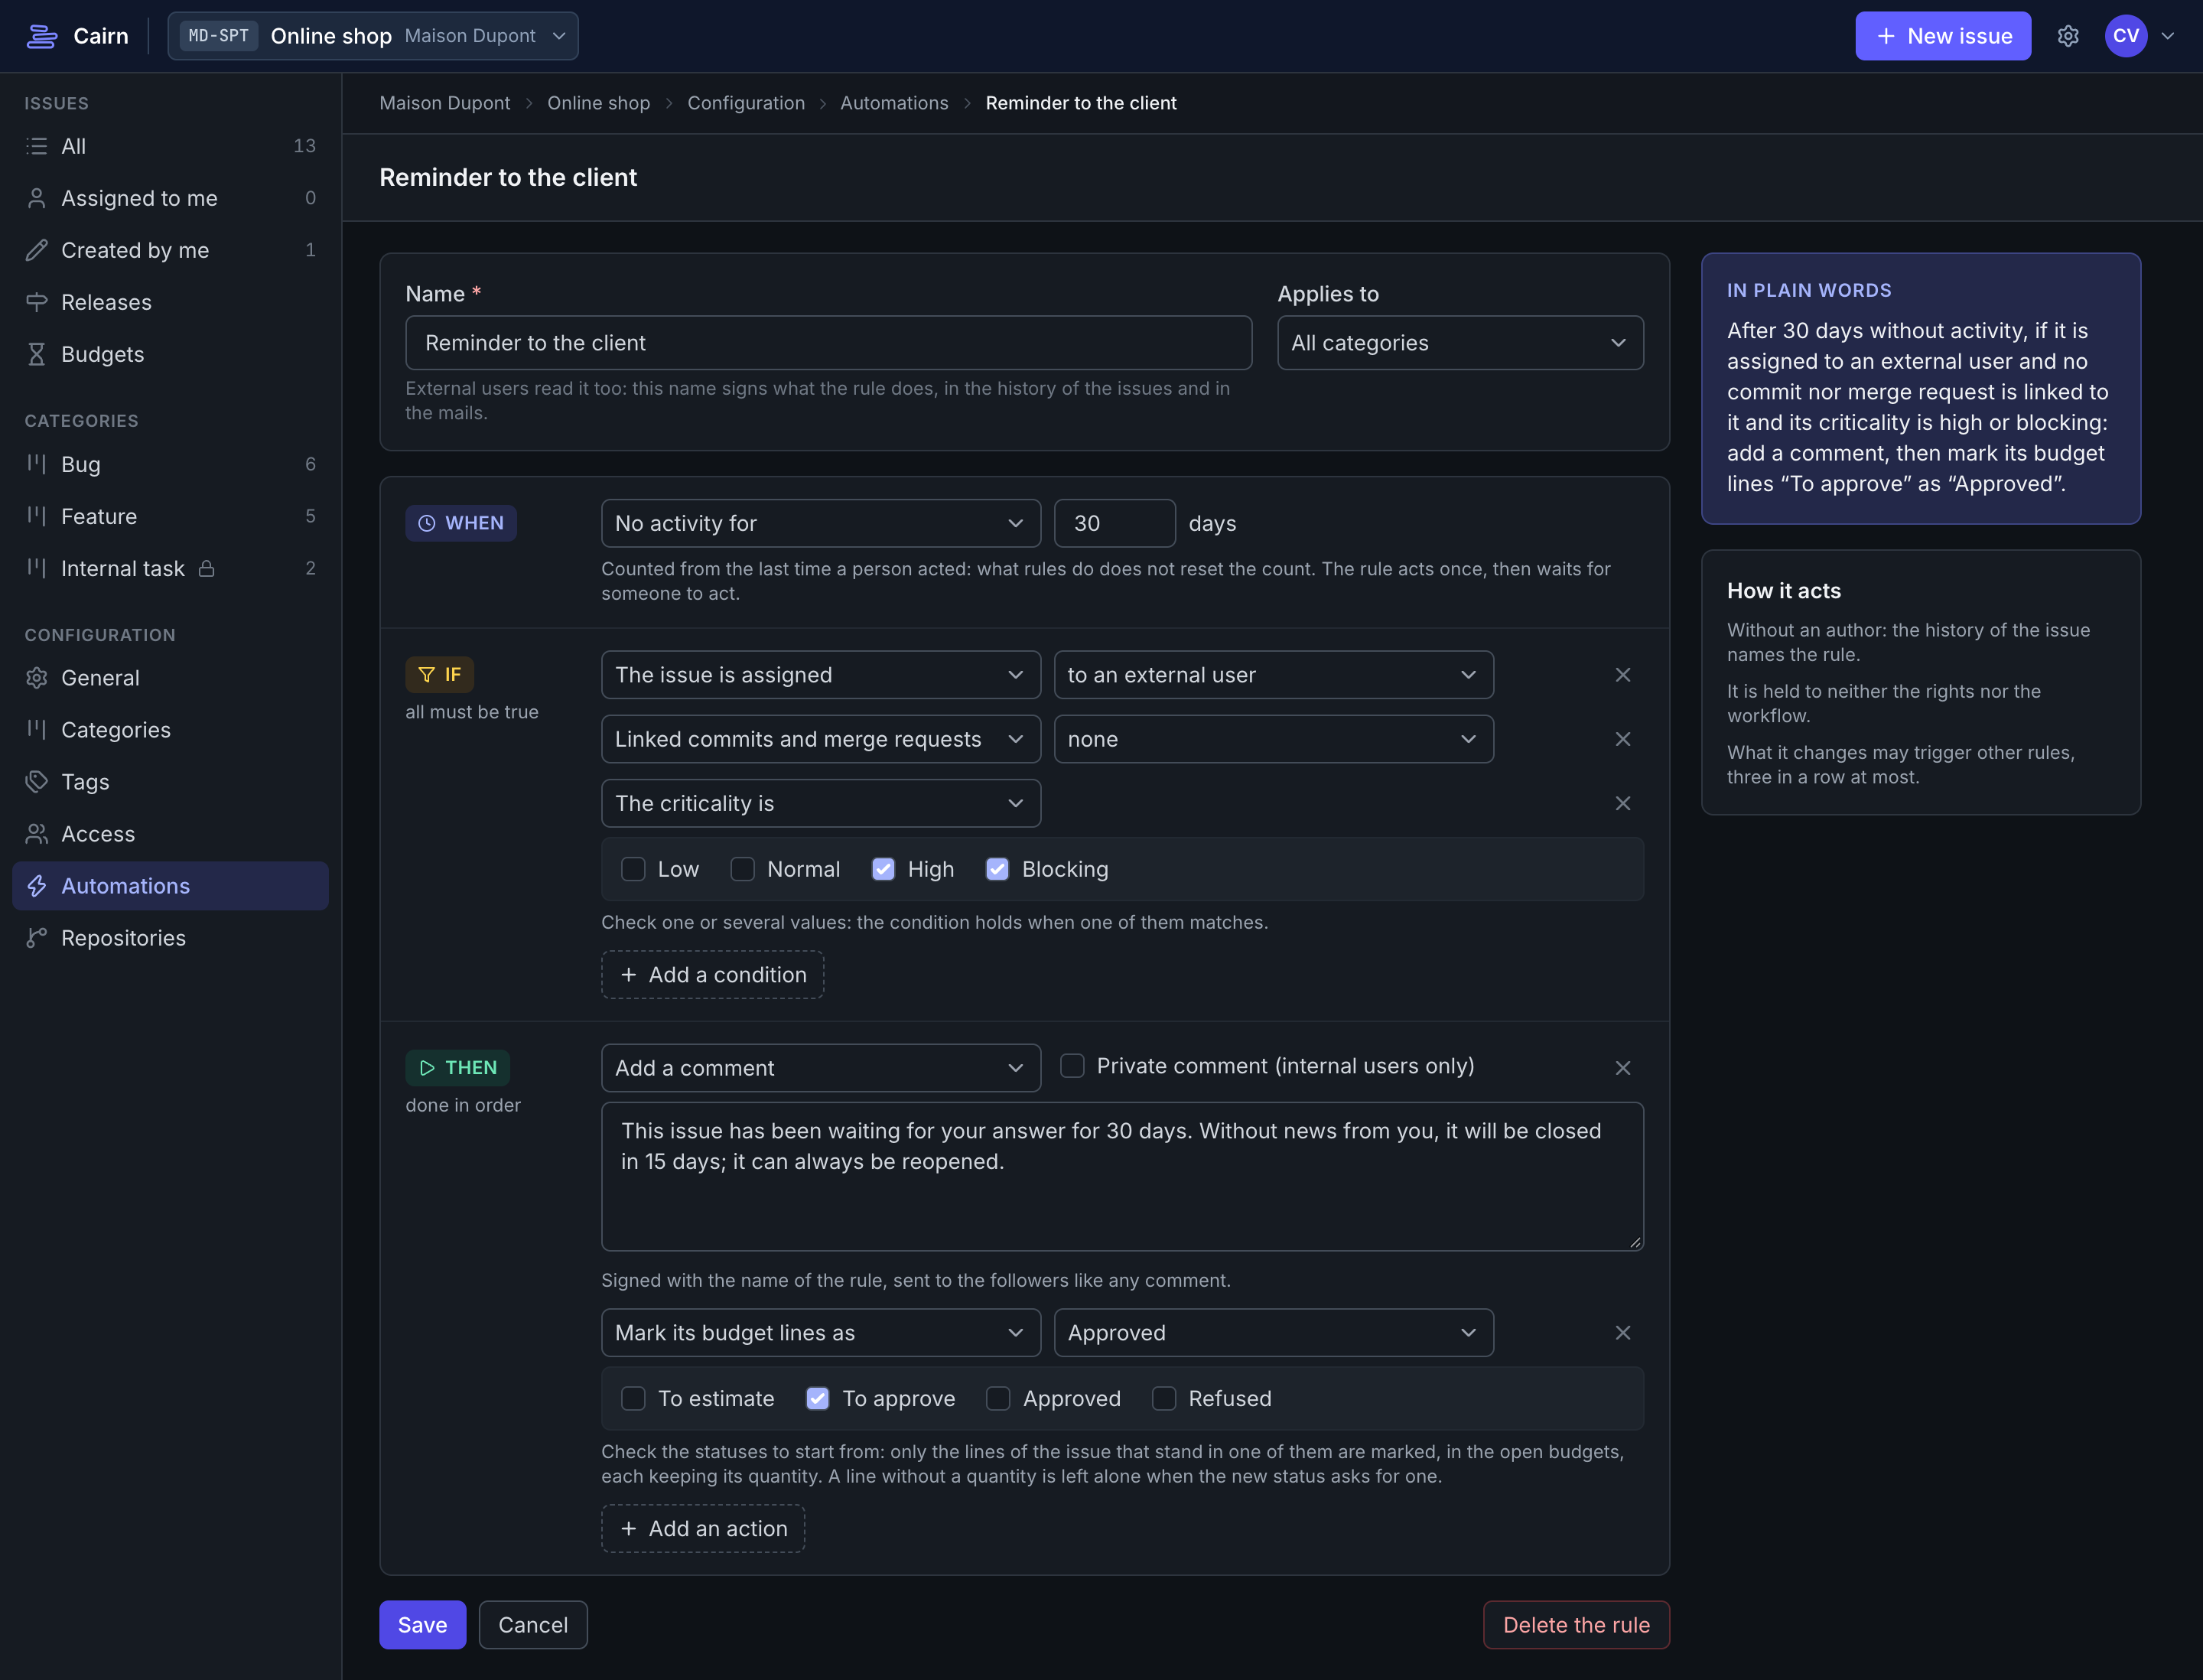 Cairn
MD-SPT Online shop Maison Dupont
New issue
CV
ISSUES
All 13
Assigned to me 0
Created by me 1
Releases
Budgets
CATEGORIES
Bug 6
Feature 5
Internal task 2
CONFIGURATION
General
Categories
Tags
Access
Automations
Repositories
Maison Dupont > Online shop > Configuration > Automations > Reminder to the client
Reminder to the client
Name *
Reminder to the client
External users read it too: this name signs what the rule does, in the history of the issues and in
the mails.
Applies to
All categories
WHEN
No activity for 30 days
Counted from the last time a person acted: what rules do does not reset the count. The rule acts once, then waits for
someone to act.
IF
all must be true
The issue is assigned to an external user
Linked commits and merge requests none
The criticality is
Low Normal High Blocking
Check one or several values: the condition holds when one of them matches.
Add a condition
THEN
done in order
Add a comment Private comment (internal users only)
This issue has been waiting for your answer for 30 days. Without news from you, it will be closed
in 15 days; it can always be reopened.
Signed with the name of the rule, sent to the followers like any comment.
Mark its budget lines as Approved
To estimate To approve Approved Refused
Check the statuses to start from: only the lines of the issue that stand in one of them are marked, in the open budgets,
each keeping its quantity. A line without a quantity is left alone when the new status asks for one.
Add an action
Save Cancel Delete the rule
IN PLAIN WORDS
After 30 days without activity, if it is
assigned to an external user and no
commit nor merge request is linked to
it and its criticality is high or blocking:
add a comment, then mark its budget
lines “To approve” as “Approved”.
How it acts
Without an author: the history of the issue
names the rule.
It is held to neither the rights nor the
workflow.
What it changes may trigger other rules,
three in a row at most.